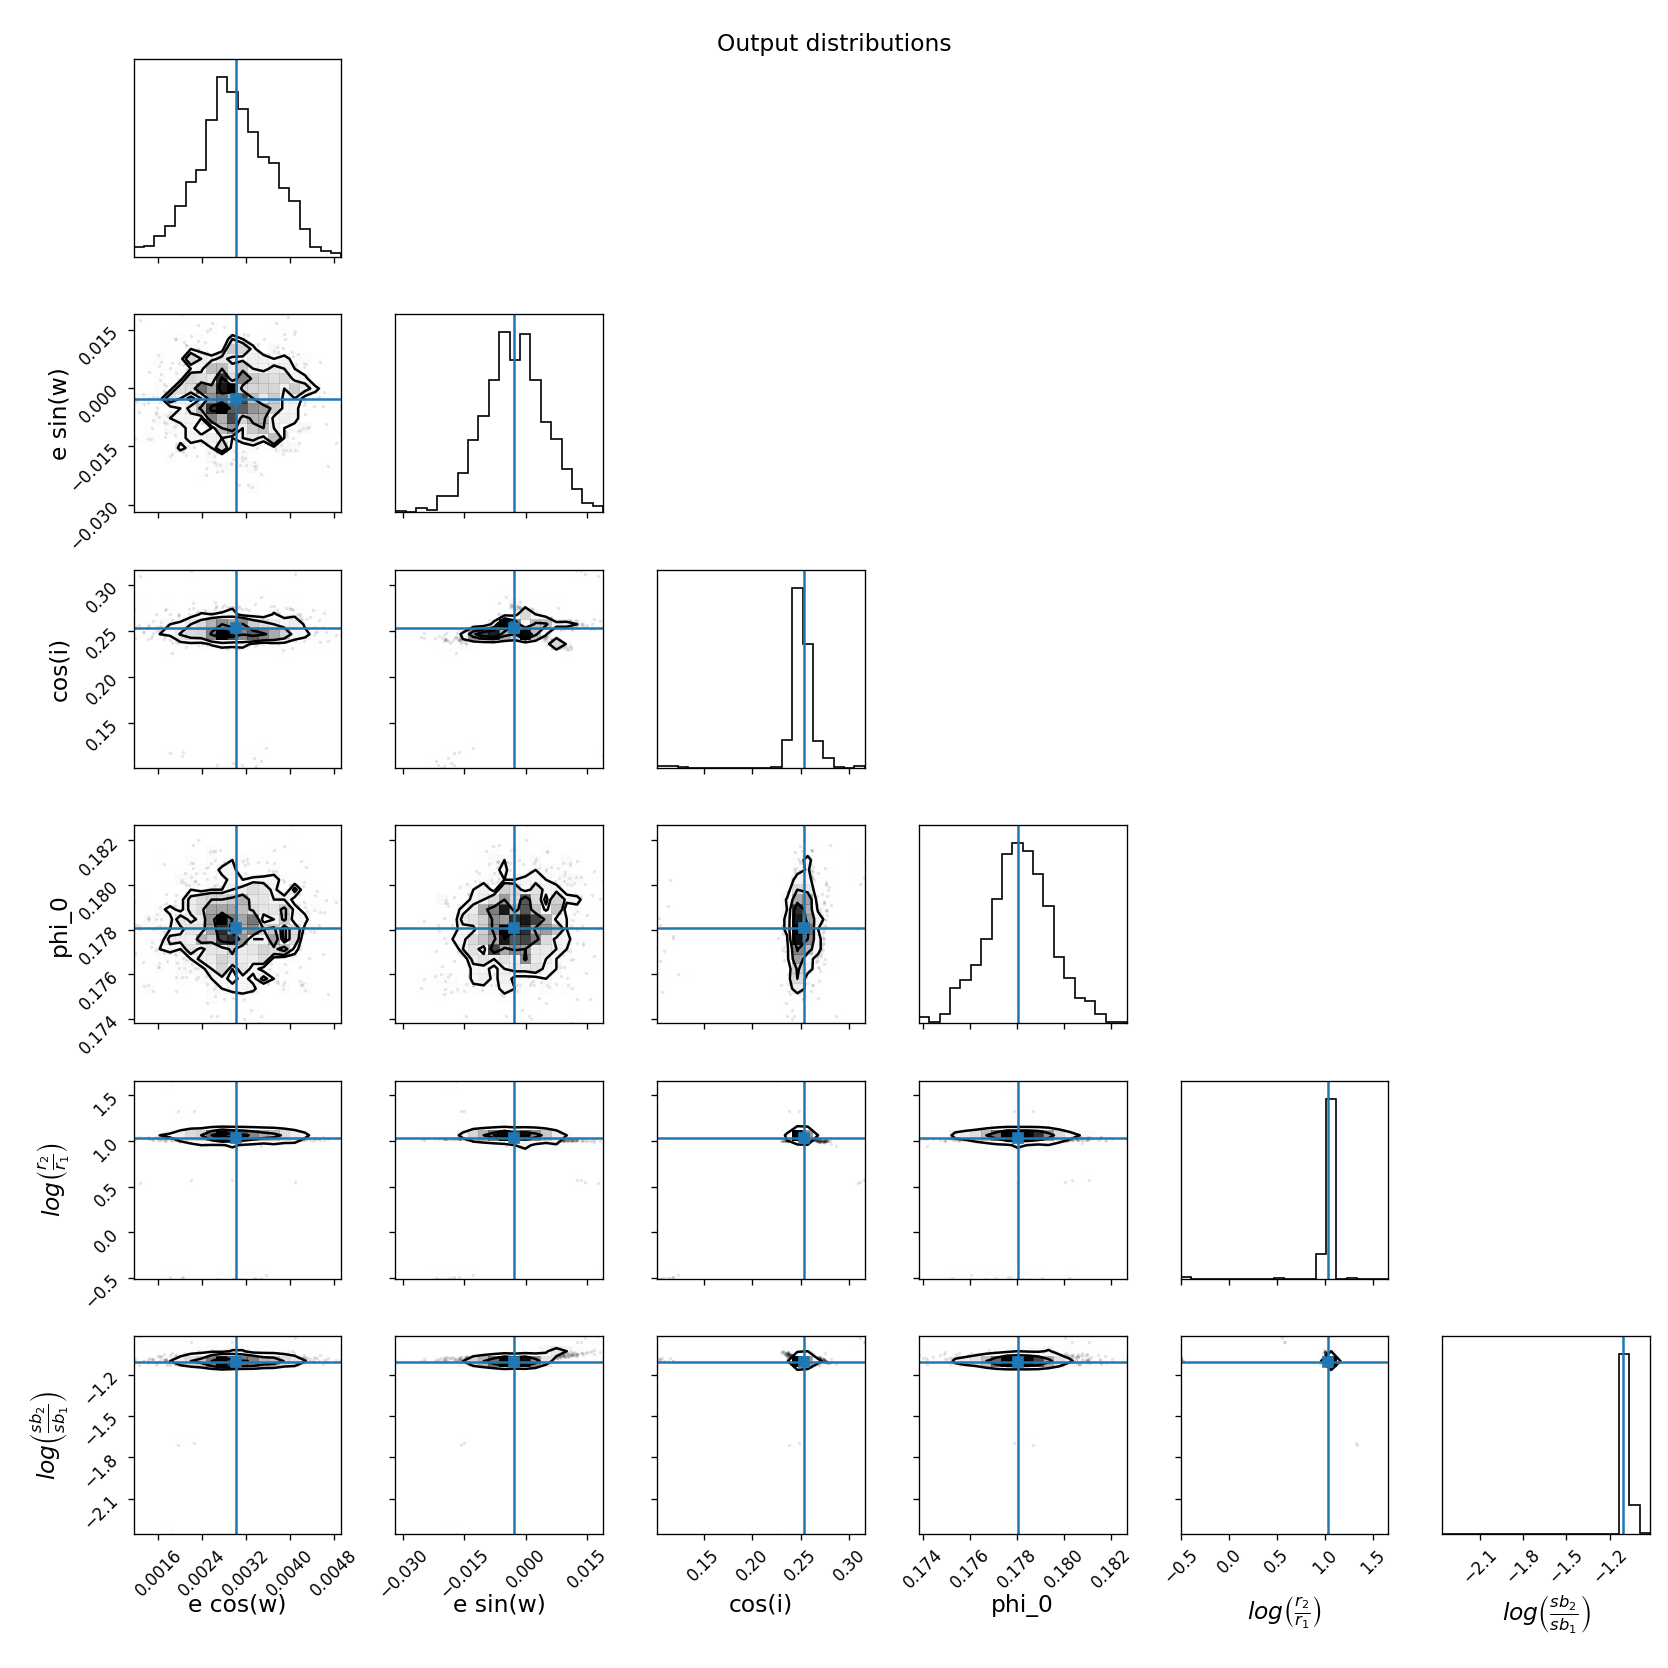 Output distributions
e sin(w)
0.015
0.000
−0.015
−0.030
cos(i)
0.30
0.25
0.20
0.15
phi_0
0.182
0.180
0.178
0.176
0.174
log(r₂/r₁)
1.5
1.0
0.5
0.0
−0.5
log(sb₂/sb₁)
−1.2
−1.5
−1.8
−2.1
0.0016 0.0024 0.0032 0.0040 0.0048
−0.030 −0.015 0.000 0.015
0.15 0.20 0.25 0.30
0.174 0.176 0.178 0.180 0.182
−0.5 0.0 0.5 1.0 1.5
−2.1 −1.8 −1.5 −1.2
e cos(w)
e sin(w)
cos(i)
phi_0
log(r₂/r₁)
log(sb₂/sb₁)